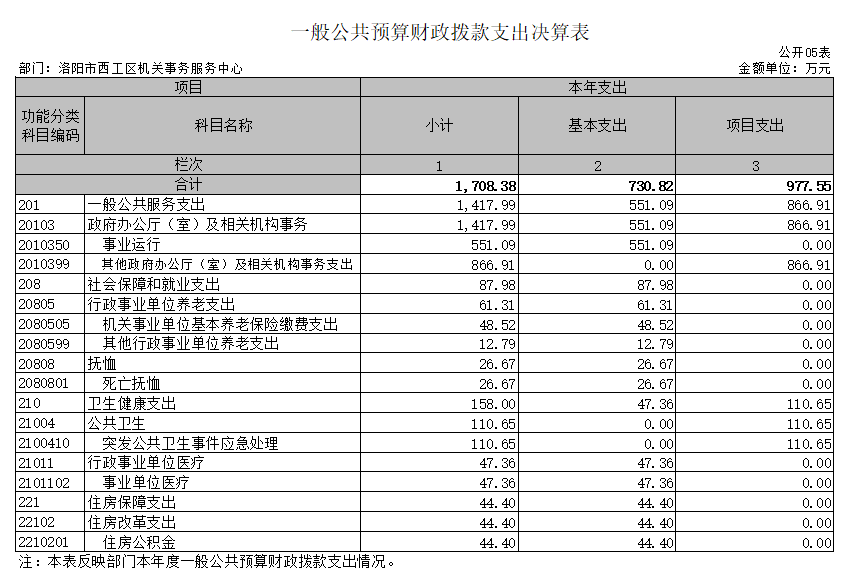 一般公共预算财政拨款支出决算表
公开05表
部门：洛阳市西工区机关事务服务中心 金额单位：万元
项目 本年支出
功能分类科目编码 科目名称 小计 基本支出 项目支出
栏次 1 2 3
合计 1,708.38 730.82 977.55
201 一般公共服务支出 1,417.99 551.09 866.91
20103 政府办公厅（室）及相关机构事务 1,417.99 551.09 866.91
2010350 事业运行 551.09 551.09 0.00
2010399 其他政府办公厅（室）及相关机构事务支出 866.91 0.00 866.91
208 社会保障和就业支出 87.98 87.98 0.00
20805 行政事业单位养老支出 61.31 61.31 0.00
2080505 机关事业单位基本养老保险缴费支出 48.52 48.52 0.00
2080599 其他行政事业单位养老支出 12.79 12.79 0.00
20808 抚恤 26.67 26.67 0.00
2080801 死亡抚恤 26.67 26.67 0.00
210 卫生健康支出 158.00 47.36 110.65
21004 公共卫生 110.65 0.00 110.65
2100410 突发公共卫生事件应急处理 110.65 0.00 110.65
21011 行政事业单位医疗 47.36 47.36 0.00
2101102 事业单位医疗 47.36 47.36 0.00
221 住房保障支出 44.40 44.40 0.00
22102 住房改革支出 44.40 44.40 0.00
2210201 住房公积金 44.40 44.40 0.00
注：本表反映部门本年度一般公共预算财政拨款支出情况。